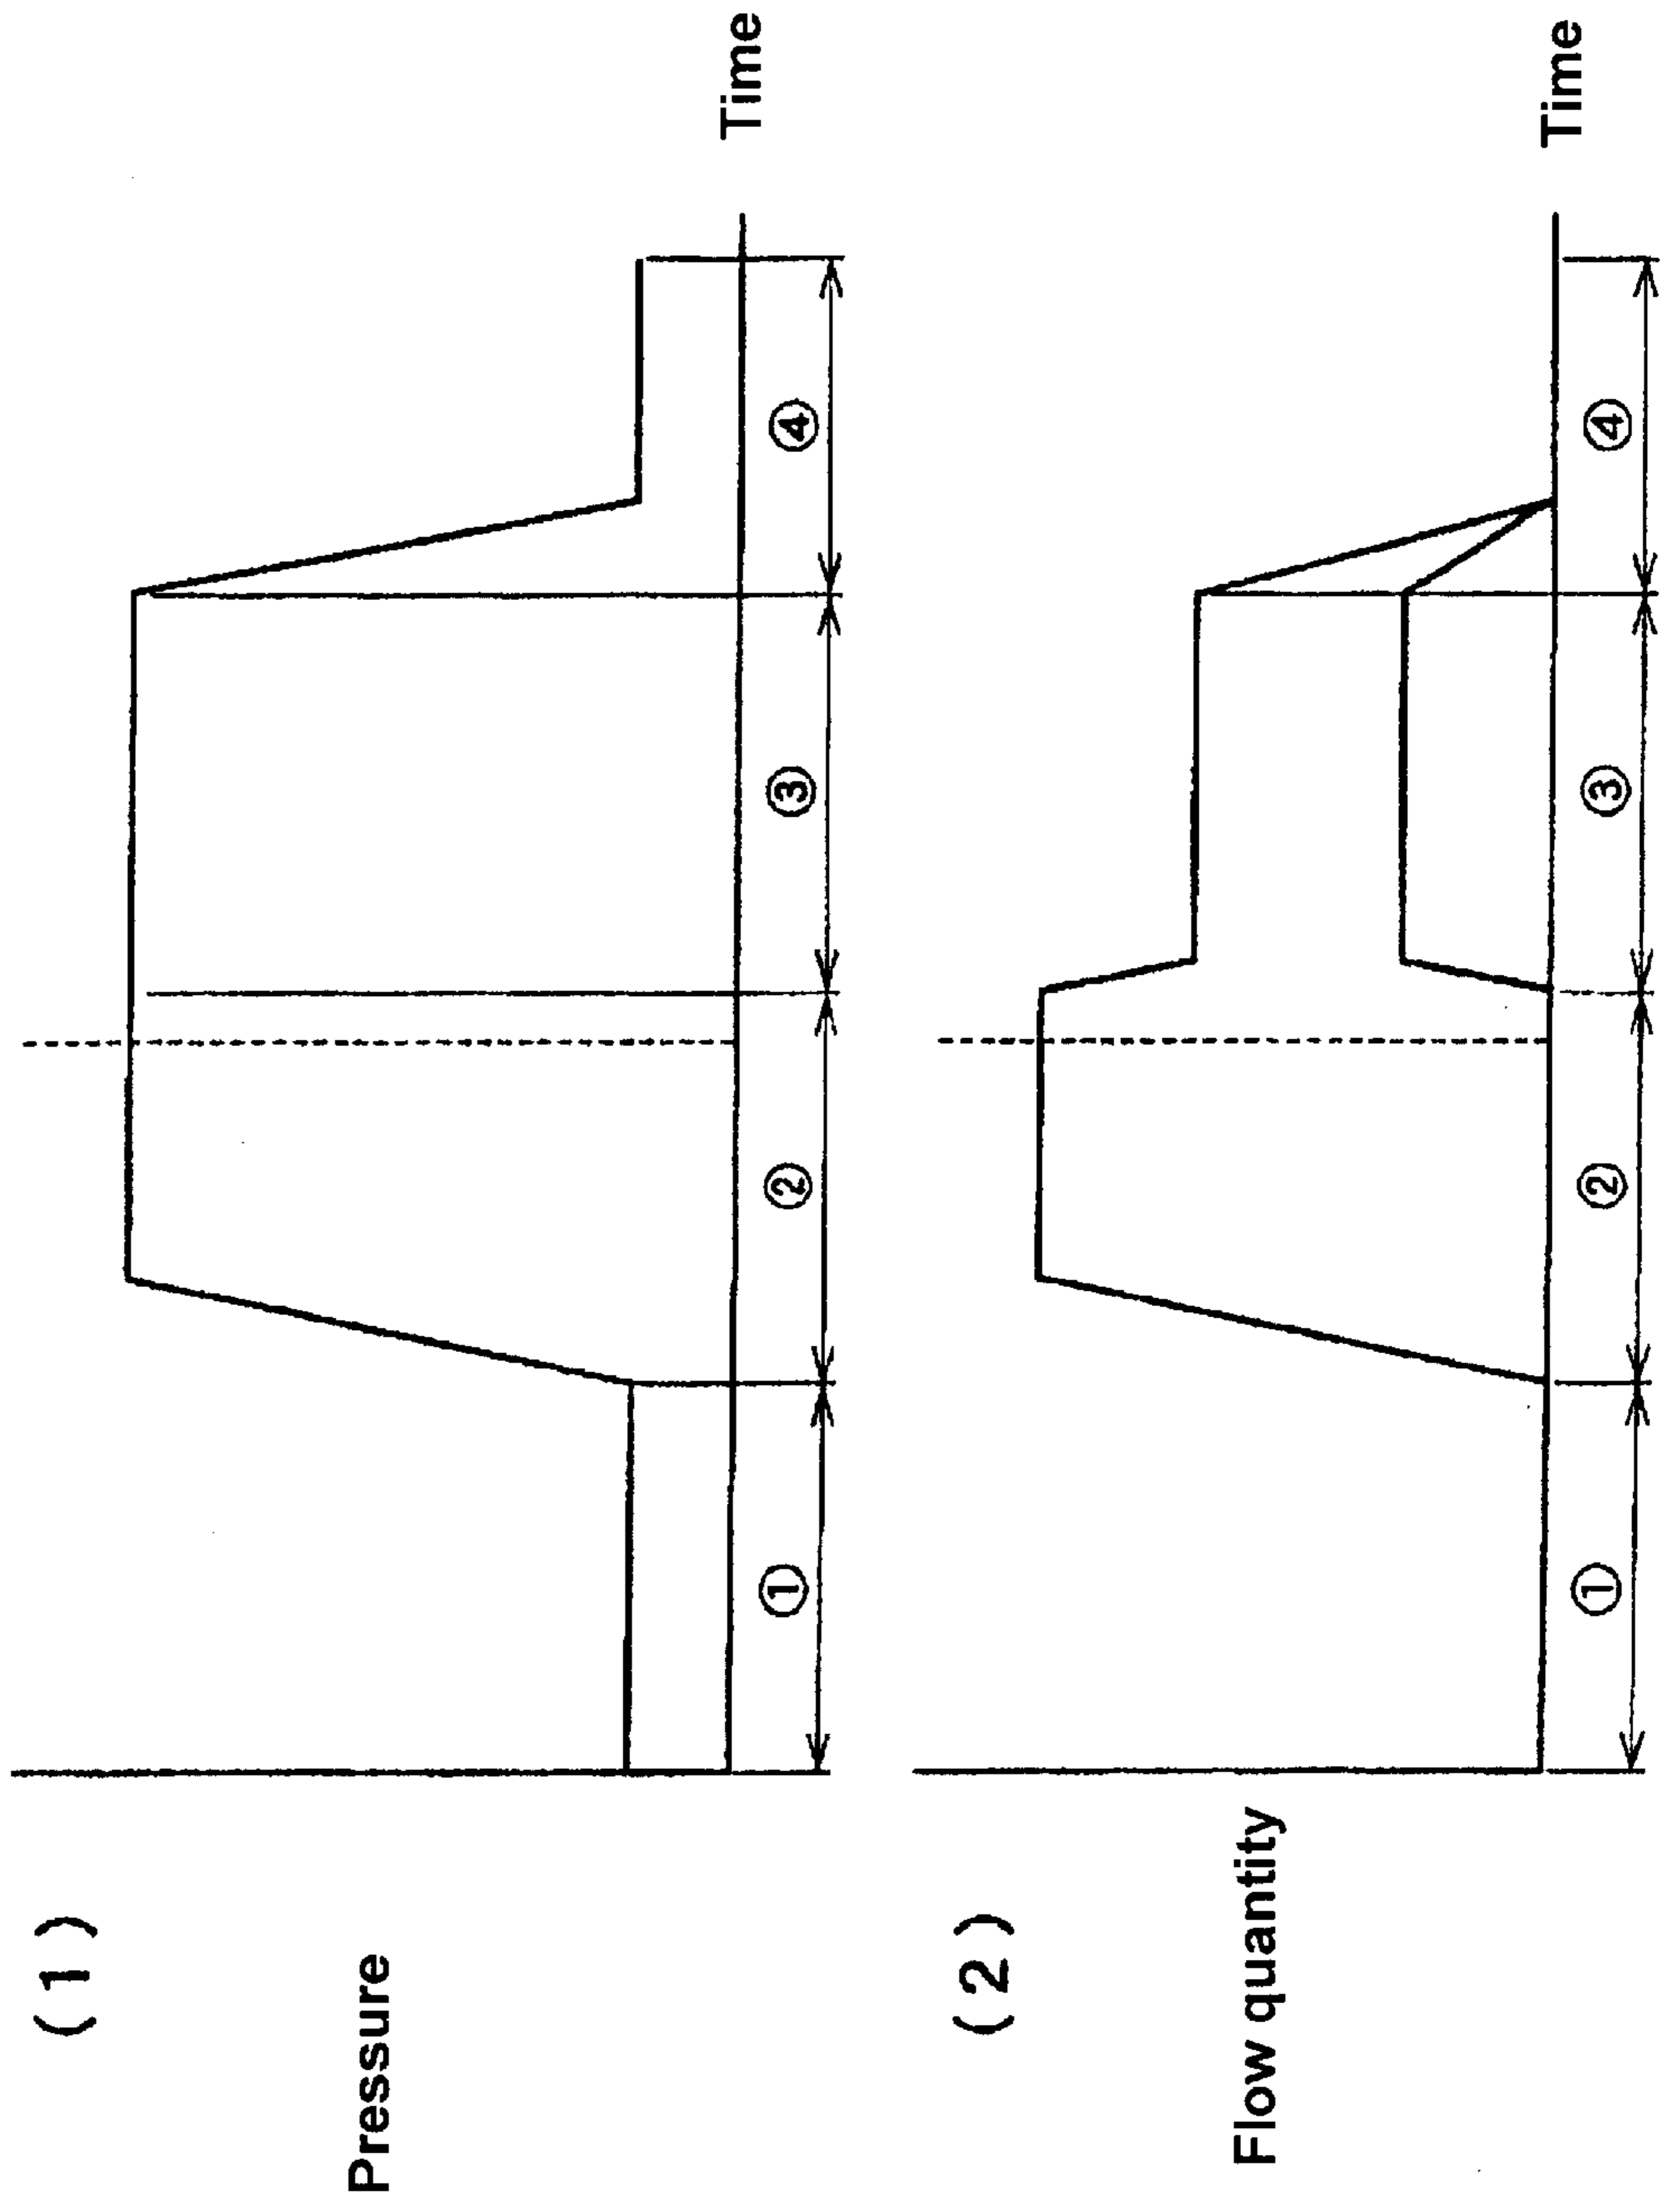 (1)
Pressure
① ② ③ ④
Time
(2)
Flow quantity
① ② ③ ④
Time